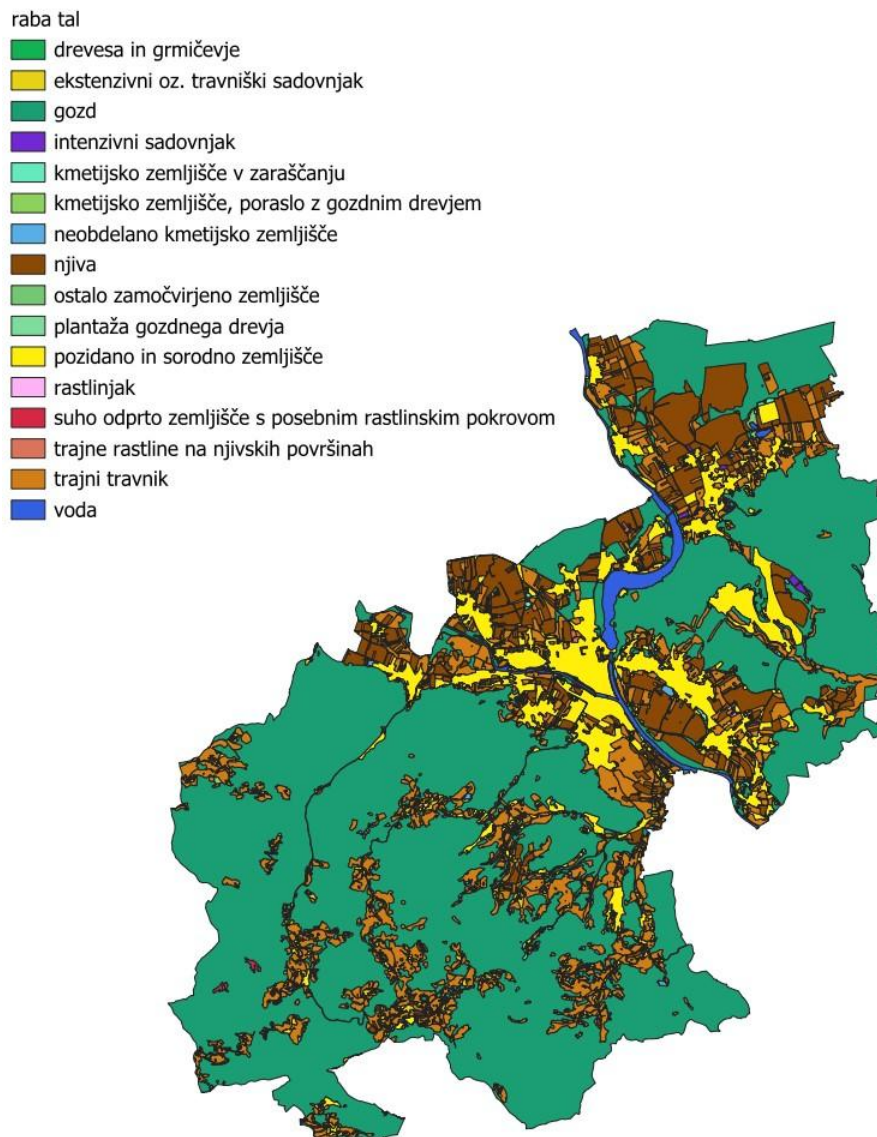 raba tal
drevesa in grmičevje
ekstenzivni oz. travniški sadovnjak
gozd
intenzivni sadovnjak
kmetijsko zemljišče v zaraščanju
kmetijsko zemljišče, poraslo z gozdnim drevjem
neobdelano kmetijsko zemljišče
njiva
ostalo zamočvirjeno zemljišče
plantaža gozdnega drevja
pozidano in sorodno zemljišče
rastlinjak
suho odprto zemljišče s posebnim rastlinskim pokrovom
trajne rastline na njivskih površinah
trajni travnik
voda